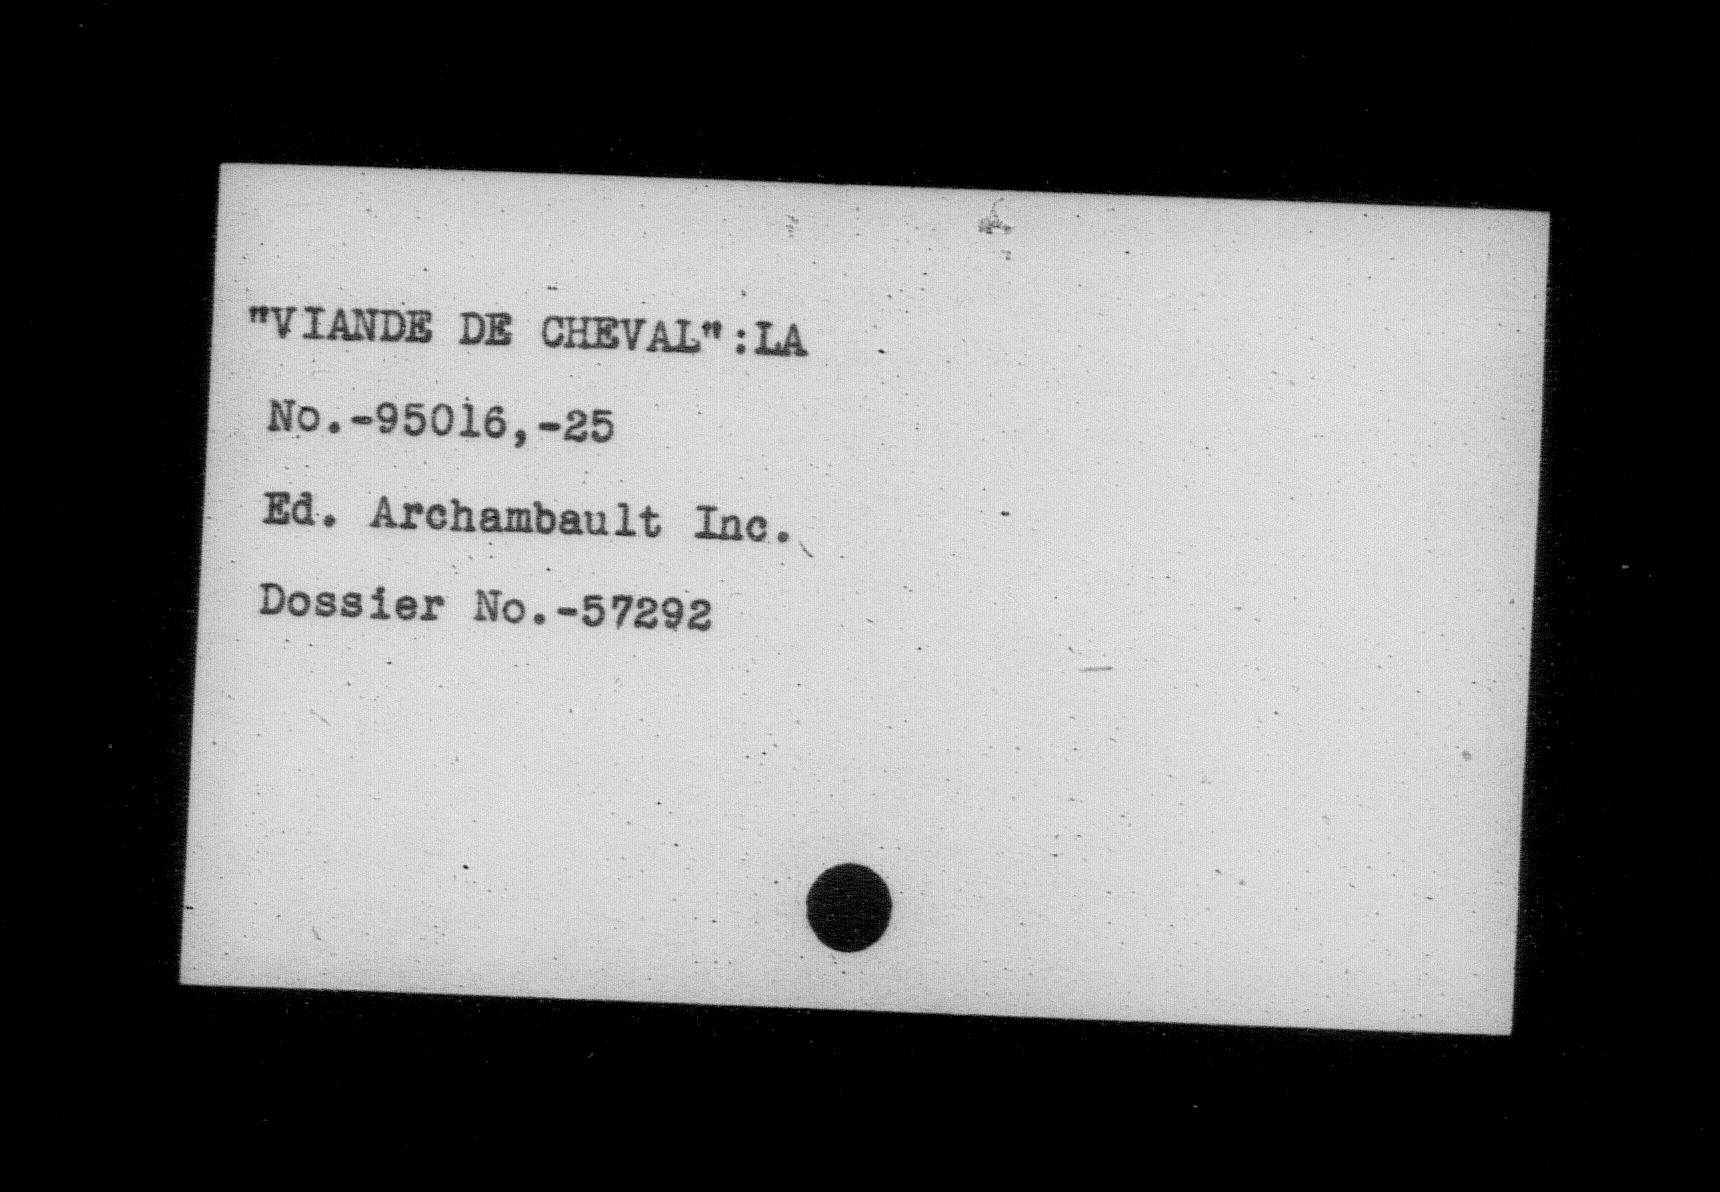 "VIANDE DE CHEVAL":LA
No.-95016,-25
Ed. Archambault Inc.
Dossier No.-57292